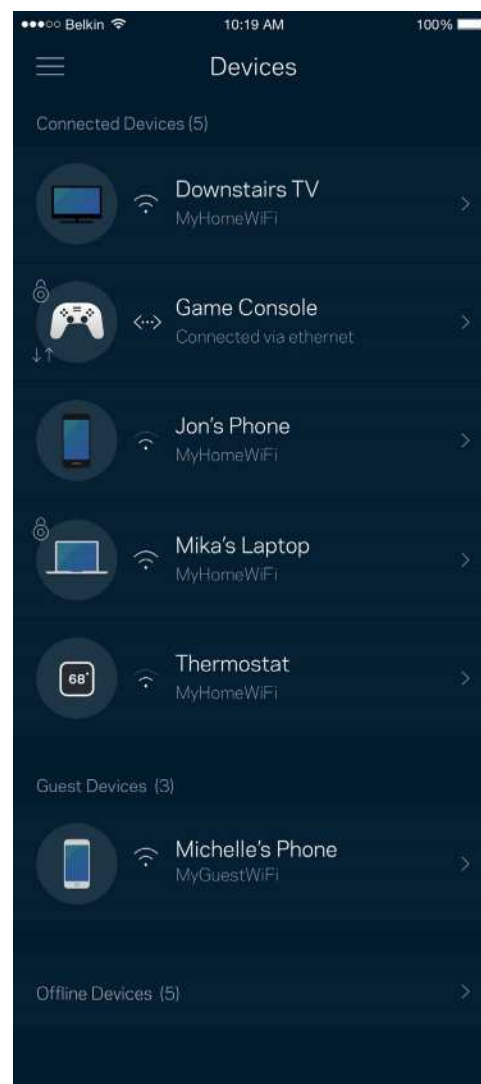 Belkin 10:19 AM 100%
Devices
Connected Devices (5)
Downstairs TV
MyHomeWiFi
Game Console
Connected via ethernet
Jon's Phone
MyHomeWiFi
Mika's Laptop
MyHomeWiFi
68°
Thermostat
MyHomeWiFi
Guest Devices (3)
Michelle's Phone
MyGuestWiFi
Offline Devices (5)